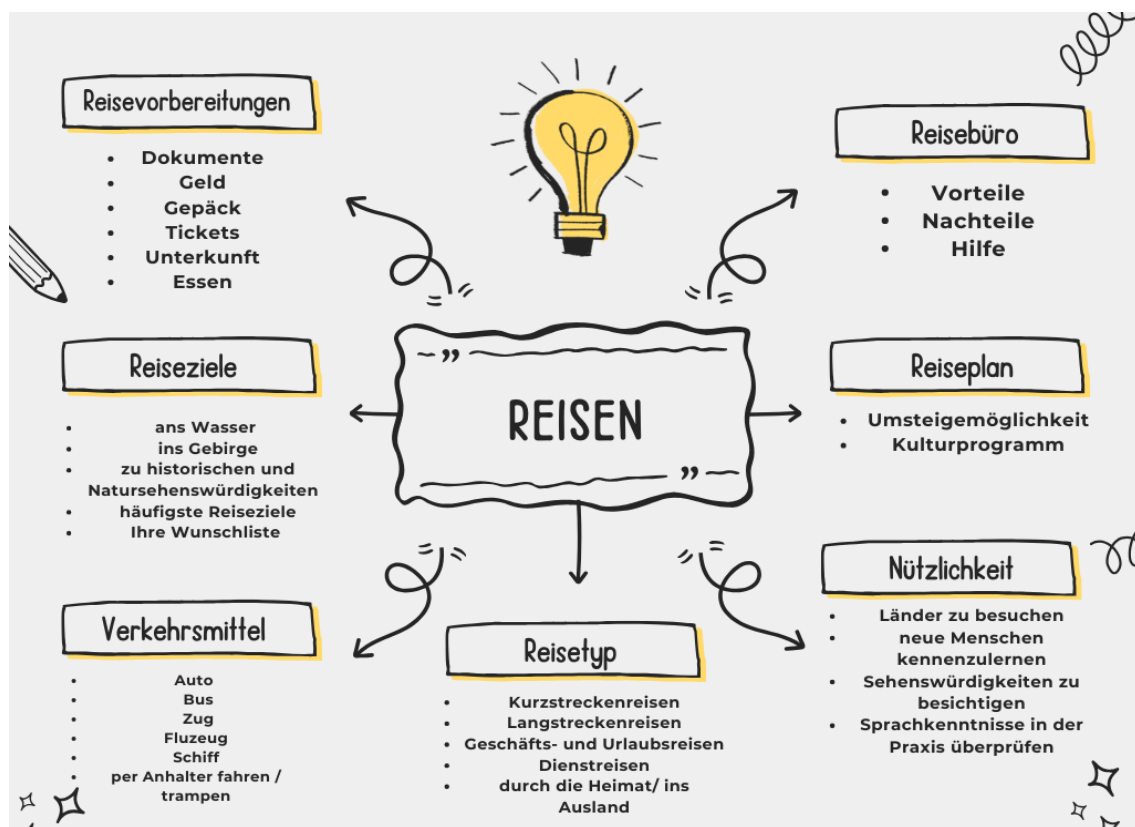 Reisevorbereitungen
• Dokumente
• Geld
• Gepäck
• Tickets
• Unterkunft
• Essen
Reiseziele
• ans Wasser
• ins Gebirge
• zu historischen und
Natursehenswürdigkeiten
• häufigste Reiseziele
• Ihre Wunschliste
Verkehrsmittel
• Auto
• Bus
• Zug
• Fluzeug
• Schiff
• per Anhalter fahren /
trampen
„
REISEN
„
Reisetyp
• Kurzstreckenreisen
• Langstreckenreisen
• Geschäfts- und Urlaubsreisen
• Dienstreisen
• durch die Heimat/ ins
Ausland
Reisebüro
• Vorteile
• Nachteile
• Hilfe
Reiseplan
• Umsteigemöglichkeit
• Kulturprogramm
Nützlichkeit
• Länder zu besuchen
• neue Menschen
kennenzulernen
• Sehenswürdigkeiten zu
besichtigen
• Sprachkenntnisse in der
Praxis überprüfen